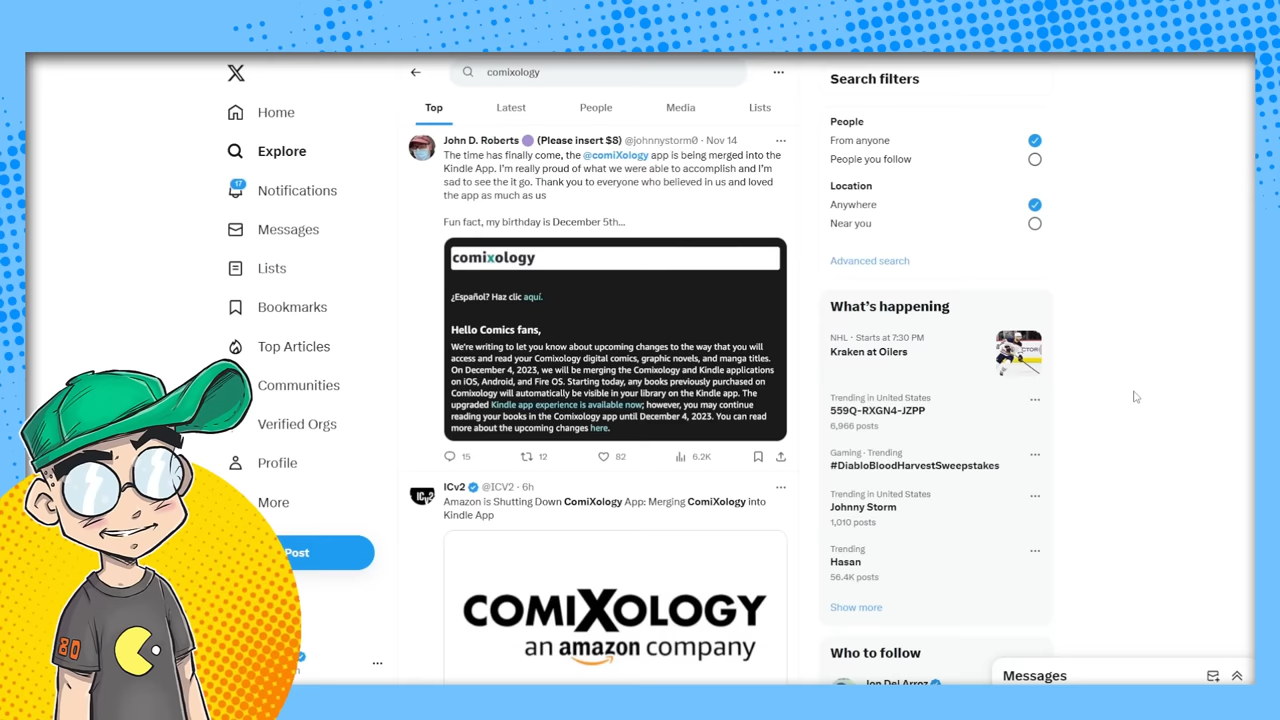 comixology
Top
Latest
People
Media
Lists
Home
Explore
17
Notifications
Messages
Lists
Bookmarks
Top Articles
Communities
Verified Orgs
Profile
More
Post
John D. Roberts 🟣 (Please insert $8) @johnnystorm0 · Nov 14
The time has finally come, the @comiXology app is being merged into the
Kindle App. I'm really proud of what we were able to accomplish and I'm
sad to see the it go. Thank you to everyone who believed in us and loved
the app as much as us
Fun fact, my birthday is December 5th...
comixology
¿Español? Haz clic aquí.
Hello Comics fans,
We're writing to let you know about upcoming changes to the way that you will
access and read your Comixology digital comics, graphic novels, and manga titles.
On December 4, 2023, we will be merging the Comixology and Kindle applications
on iOS, Android, and Fire OS. Starting today, any books previously purchased on
Comixology will automatically be visible in your library on the Kindle app. The
upgraded Kindle app experience is available now; however, you may continue
reading your books in the Comixology app until December 4, 2023. You can read
more about the upcoming changes here.
15
12
82
6.2K
ICv2 @ICV2 · 6h
Amazon is Shutting Down ComiXology App: Merging ComiXology into
Kindle App
ICv2
COMIXOLOGY
an amazon company
Search filters
People
From anyone
People you follow
Location
Anywhere
Near you
Advanced search
What's happening
NHL · Starts at 7:30 PM
Kraken at Oilers
Trending in United States
559Q-RXGN4-JZPP
6,966 posts
Gaming · Trending
#DiabloBloodHarvestSweepstakes
Trending in United States
Johnny Storm
1,010 posts
Trending
Hasan
56.4K posts
Show more
Who to follow
Jon Del Arroz
Messages
80